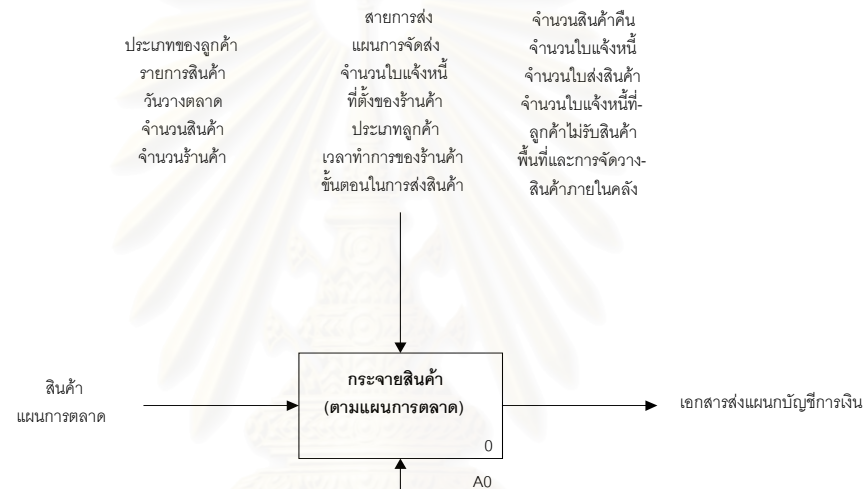 ประเภทของลูกค้า
รายการสินค้า
วันวางตลาด
จำนวนสินค้า
จำนวนร้านค้า
สายการส่ง
แผนการจัดส่ง
จำนวนใบแจ้งหนี้
ที่ตั้งของร้านค้า
ประเภทลูกค้า
เวลาทำการของร้านค้า
ขั้นตอนในการส่งสินค้า
จำนวนสินค้าคืน
จำนวนใบแจ้งหนี้
จำนวนใบส่งสินค้า
จำนวนใบแจ้งหนี้ที่-
ลูกค้าไม่รับสินค้า
พื้นที่และการจัดวาง-
สินค้าภายในคลัง
สินค้า
แผนการตลาด
กระจายสินค้า
(ตามแผนการตลาด)
0
เอกสารส่งแผนกบัญชีการเงิน
A0